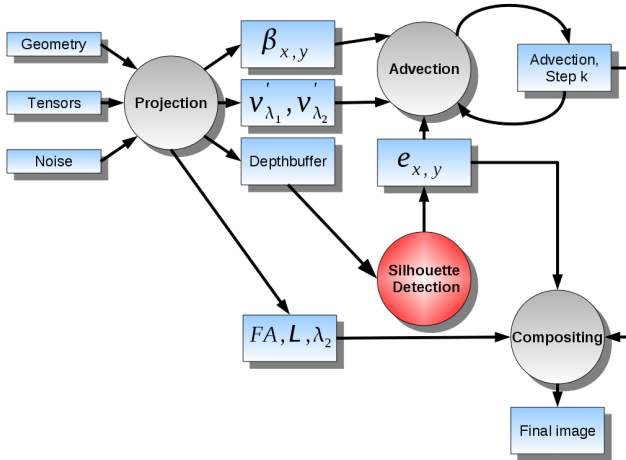 Geometry
Tensors
Noise
Projection
β x, y
v'λ1, v'λ2
Depthbuffer
Advection
Advection,
Step k
e x, y
Silhouette
Detection
FA, L, λ2
Compositing
Final image